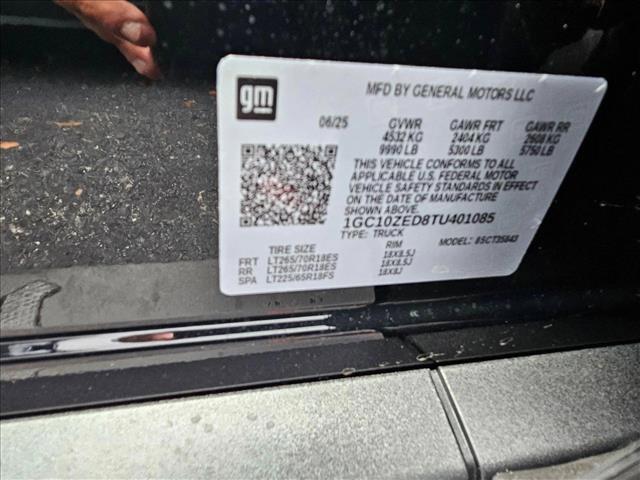 gm
MFD BY GENERAL MOTORS LLC
06/25 GVWR GAWR FRT GAWR RR
4532 KG 2404 KG 2608 KG
9990 LB 5300 LB 5750 LB
THIS VEHICLE CONFORMS TO ALL
APPLICABLE U.S. FEDERAL MOTOR
VEHICLE SAFETY STANDARDS IN EFFECT
ON THE DATE OF MANUFACTURE
SHOWN ABOVE.
1GC10ZED8TU401085
TYPE: TRUCK MODEL:
TIRE SIZE RIM
FRT LT265/70R18ES 18X8.5J
RR LT265/70R18ES 18X8.5J
SPA LT225/65R18FS 18X8J